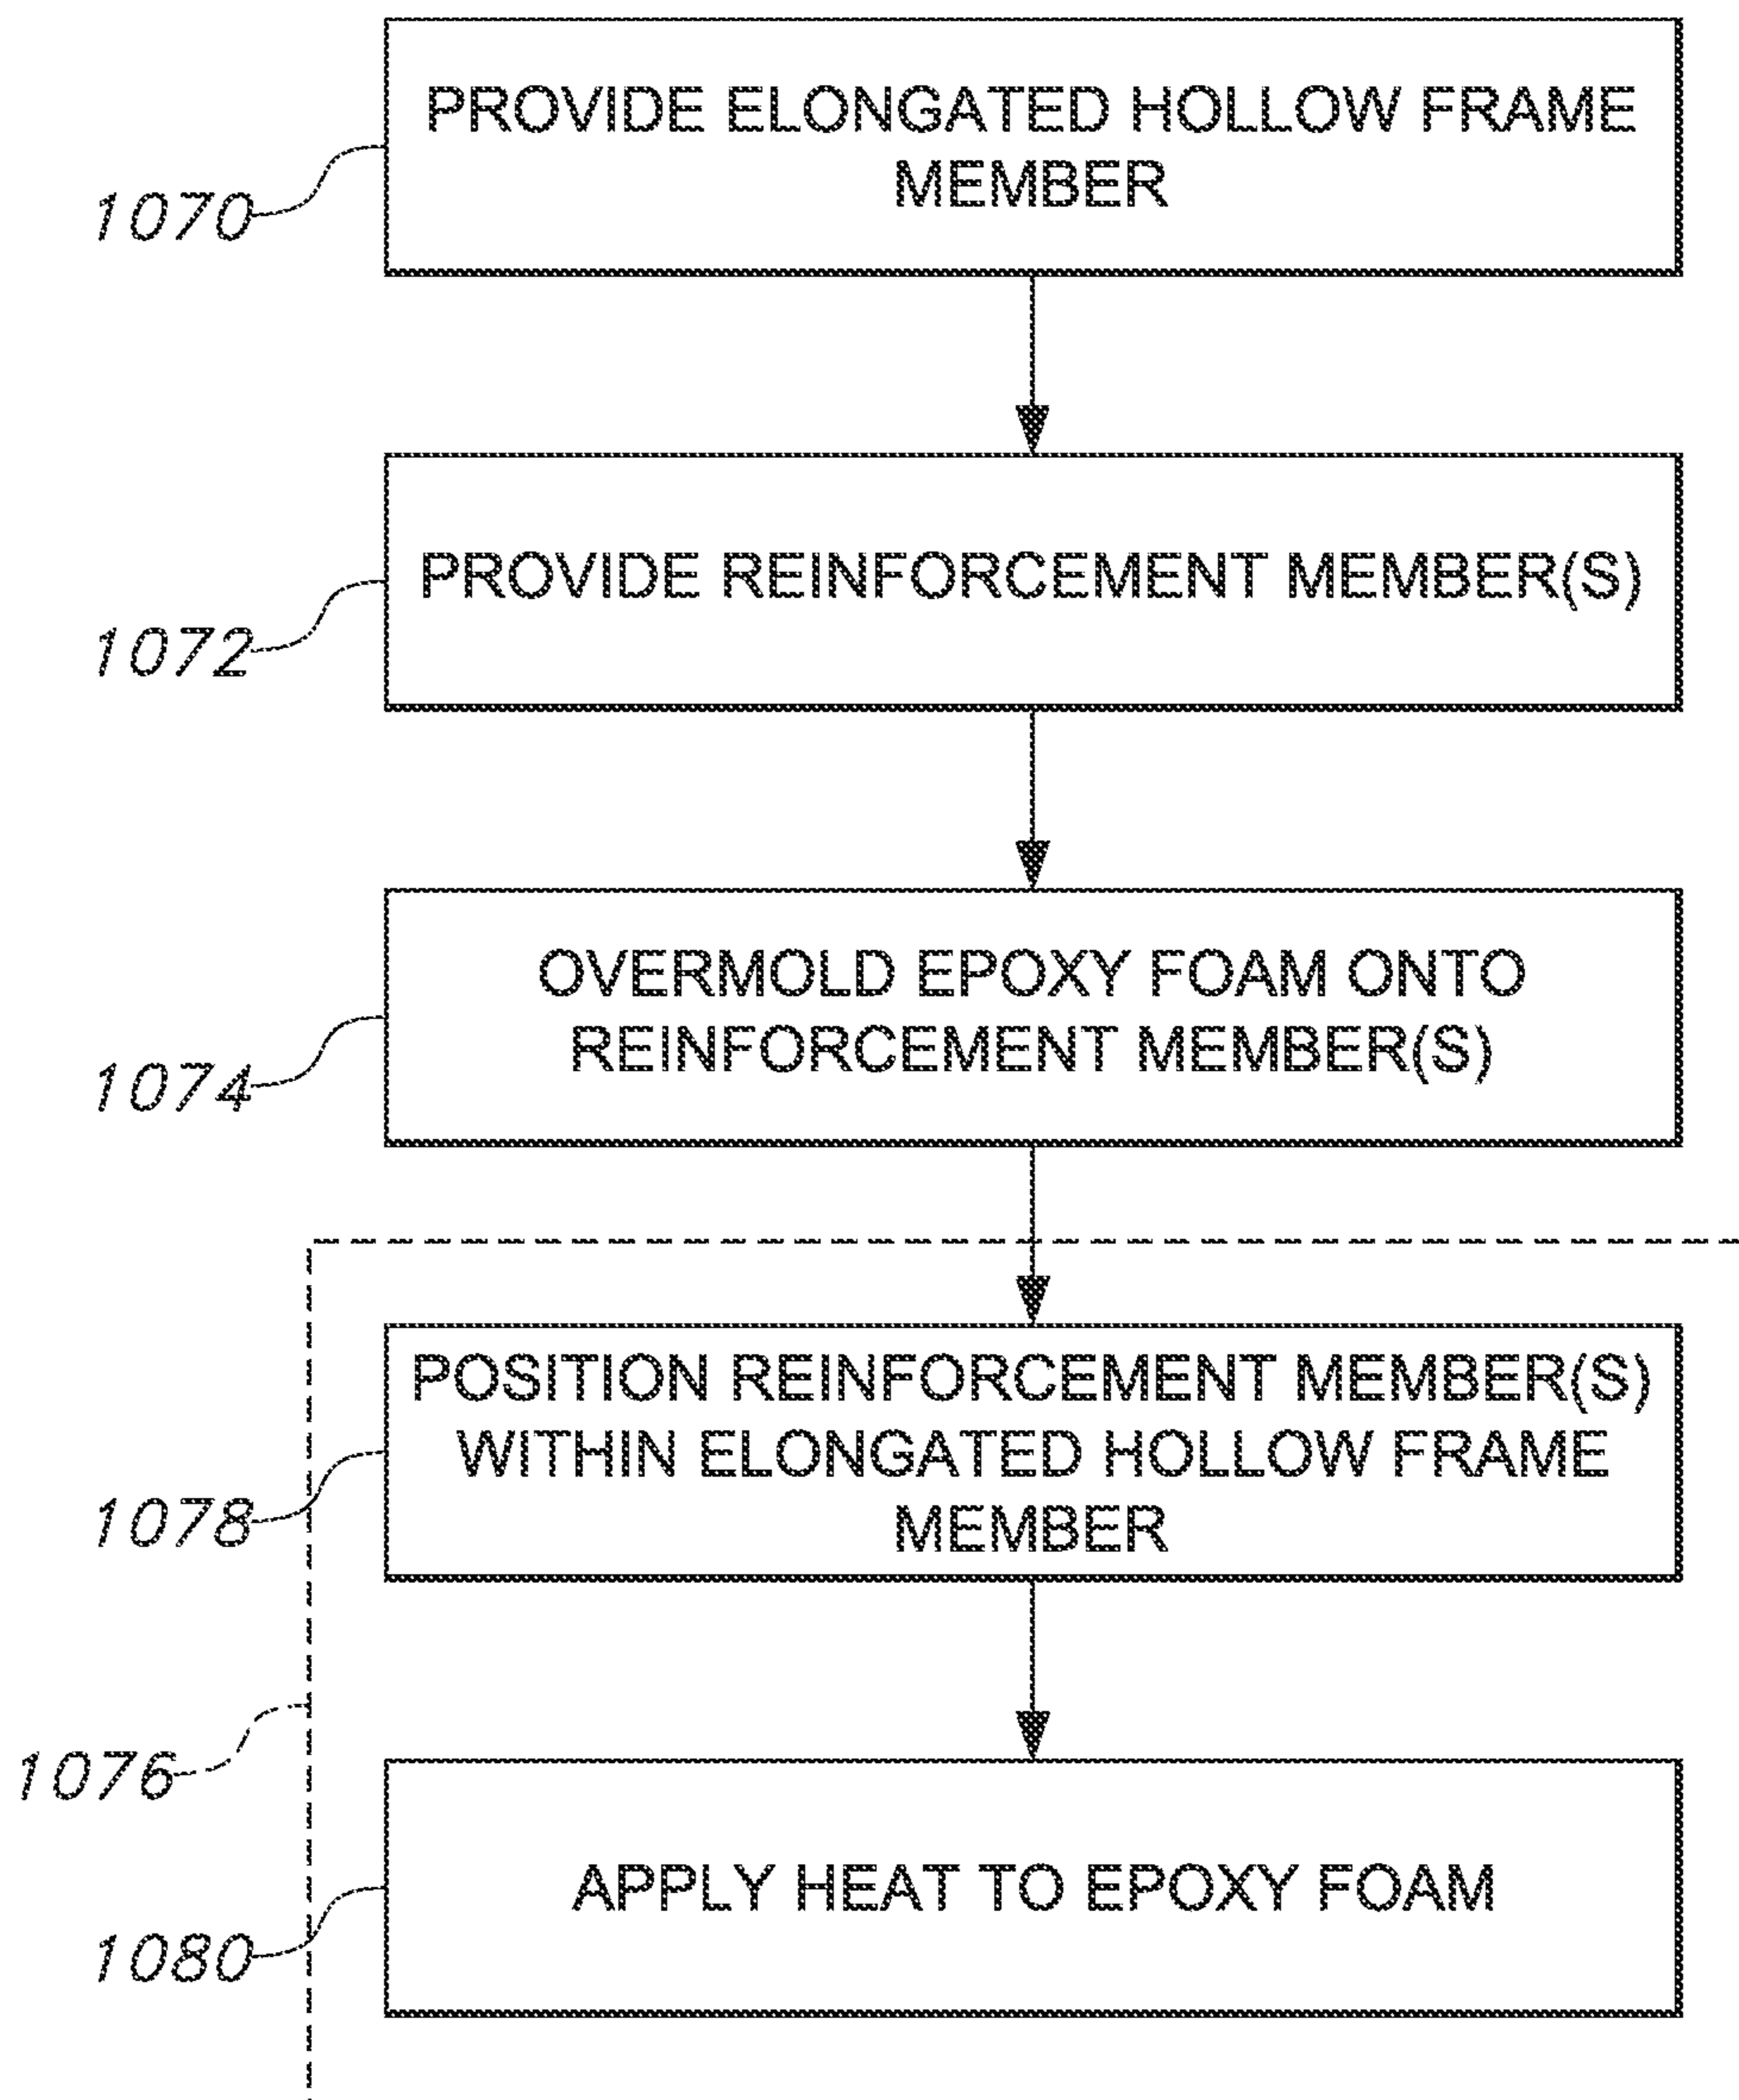 PROVIDE ELONGATED HOLLOW FRAME
MEMBER
1070
PROVIDE REINFORCEMENT MEMBER(S)
1072
OVERMOLD EPOXY FOAM ONTO
REINFORCEMENT MEMBER(S)
1074
POSITION REINFORCEMENT MEMBER(S)
WITHIN ELONGATED HOLLOW FRAME
MEMBER
1078
1076
APPLY HEAT TO EPOXY FOAM
1080